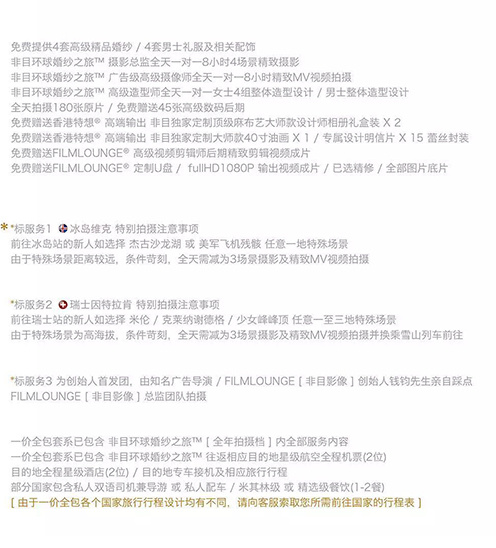 免费提供4套高级精品婚纱 / 4套男士礼服及相关配饰
非目环球婚纱之旅™ 摄影总监全天一对一8小时4场景精致摄影
非目环球婚纱之旅™ 广告级高级摄像师全天一对一8小时精致MV视频拍摄
非目环球婚纱之旅™ 高级造型师全天一对一女士4组整体造型设计 / 男士整体造型设计
全天拍摄180张原片 / 免费赠送45张高级数码后期
免费赠送香港特想® 高端输出 非目独家定制顶级麻布艺大师款设计师相册礼盒装 X 2
免费赠送香港特想® 高端输出 非目独家定制大师款40寸油画 X 1 / 专属设计明信片 X 15 蕾丝封装
免费赠送FILMLOUNGE® 高级视频剪辑师后期精致剪辑视频成片
免费赠送FILMLOUNGE® 定制U盘 / fullHD1080P 输出视频成片 / 已选精修 / 全部图片底片
*标服务1 冰岛维克 特别拍摄注意事项
前往冰岛站的新人如选择 杰古沙龙湖 或 美军飞机残骸 任意一地特殊场景
由于特殊场景距离较远，条件苛刻，全天需减为3场景摄影及精致MV视频拍摄
*标服务2 瑞士因特拉肯 特别拍摄注意事项
前往瑞士站的新人如选择 米伦 / 克莱纳谢德格 / 少女峰峰顶 任意一至三地特殊场景
由于特殊场景为高海拔，条件苛刻，全天需减为3场景摄影及精致MV视频拍摄并换乘雪山列车前往
*标服务3 为创始人首发团，由知名广告导演 / FILMLOUNGE [ 非目影像 ] 创始人钱钧先生亲自踩点
FILMLOUNGE [ 非目影像 ] 总监团队拍摄
一价全包套系已包含 非目环球婚纱之旅™ [ 全年拍摄档 ] 内全部服务内容
一价全包套系已包含 非目环球婚纱之旅™ 往返相应目的地星级航空全程机票(2位)
目的地全程星级酒店(2位) / 目的地专车接机及相应旅行行程
部分国家包含私人双语司机兼导游 或 私人配车 / 米其林级 或 精选级餐饮(1-2餐)
[ 由于一价全包各个国家旅行行程设计均有不同，请向客服索取您所需前往国家的行程表 ]